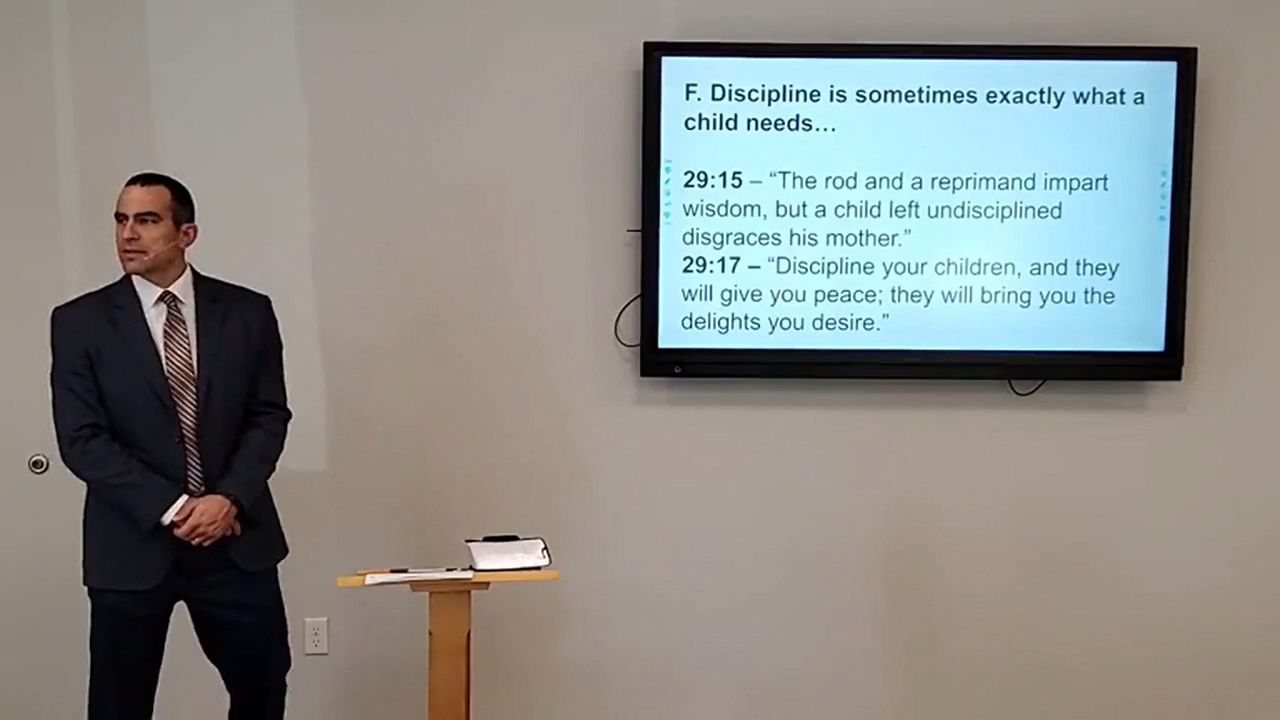 F. Discipline is sometimes exactly what a
child needs…
29:15 – “The rod and a reprimand impart
wisdom, but a child left undisciplined
disgraces his mother.”
29:17 – “Discipline your children, and they
will give you peace; they will bring you the
delights you desire.”